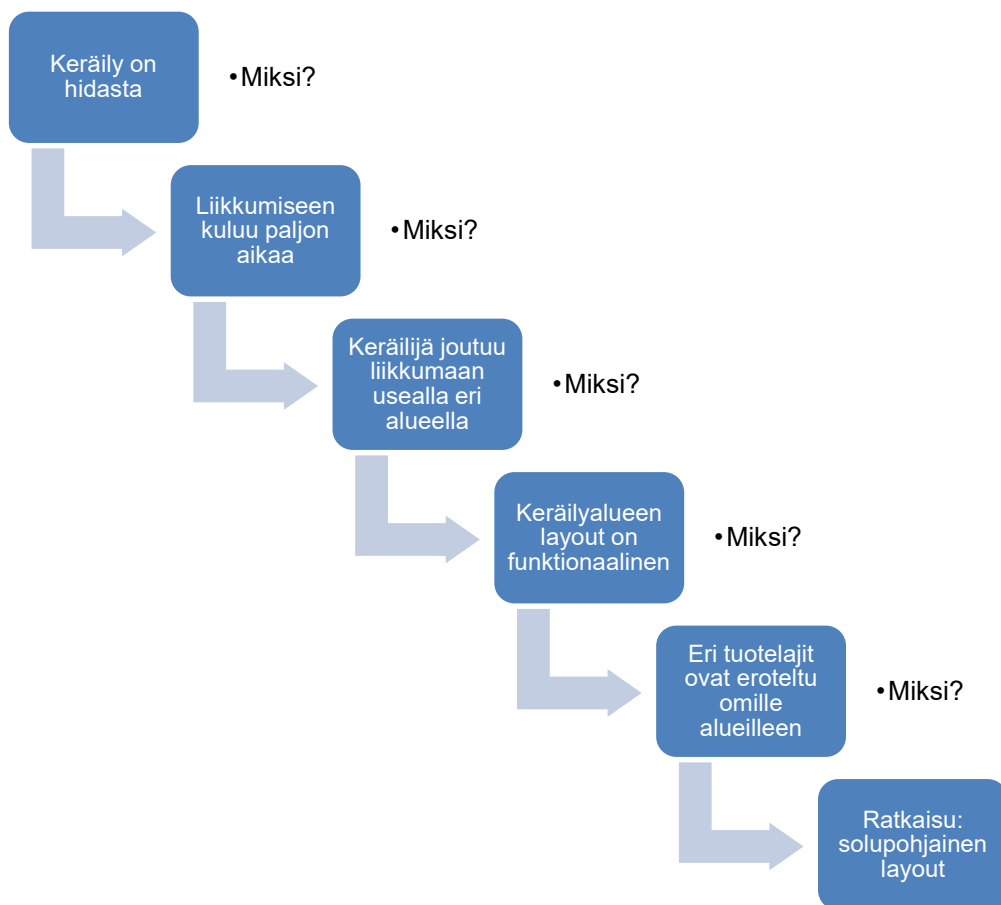 Keräily on
hidasta
•Miksi?
Liikkumiseen
kuluu paljon
aikaa
•Miksi?
Keräilijä joutuu
liikkumaan
usealla eri
alueella
•Miksi?
Keräilyalueen
layout on
funktionaalinen
•Miksi?
Eri tuotelajit
ovat eroteltu
omille
alueilleen
•Miksi?
Ratkaisu:
solupohjainen
layout